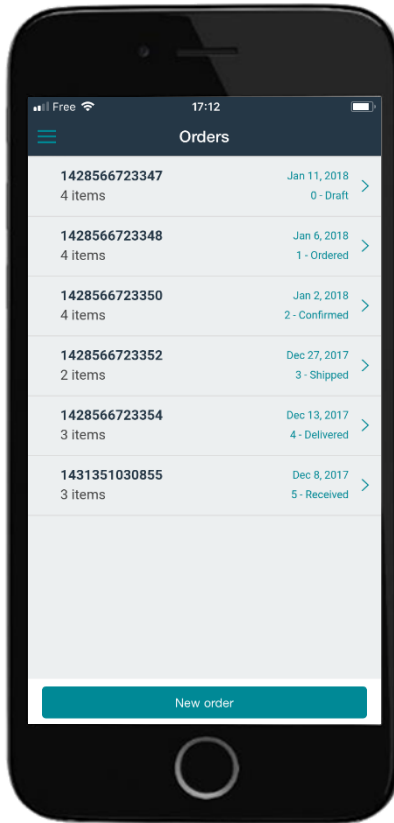 Free 17:12
Orders
1428566723347 Jan 11, 2018
4 items 0 - Draft
1428566723348 Jan 6, 2018
4 items 1 - Ordered
1428566723350 Jan 2, 2018
4 items 2 - Confirmed
1428566723352 Dec 27, 2017
2 items 3 - Shipped
1428566723354 Dec 13, 2017
3 items 4 - Delivered
1431351030855 Dec 8, 2017
3 items 5 - Received
New order